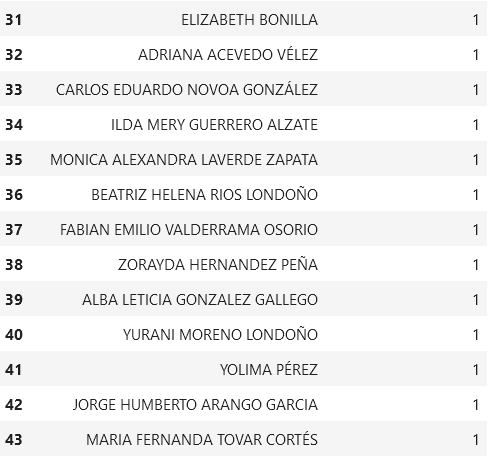 31 ELIZABETH BONILLA 1
32 ADRIANA ACEVEDO VÉLEZ 1
33 CARLOS EDUARDO NOVOA GONZÁLEZ 1
34 ILDA MERY GUERRERO ALZATE 1
35 MONICA ALEXANDRA LAVERDE ZAPATA 1
36 BEATRIZ HELENA RIOS LONDOÑO 1
37 FABIAN EMILIO VALDERRAMA OSORIO 1
38 ZORAYDA HERNANDEZ PEÑA 1
39 ALBA LETICIA GONZALEZ GALLEGO 1
40 YURANI MORENO LONDOÑO 1
41 YOLIMA PÉREZ 1
42 JORGE HUMBERTO ARANGO GARCIA 1
43 MARIA FERNANDA TOVAR CORTÉS 1